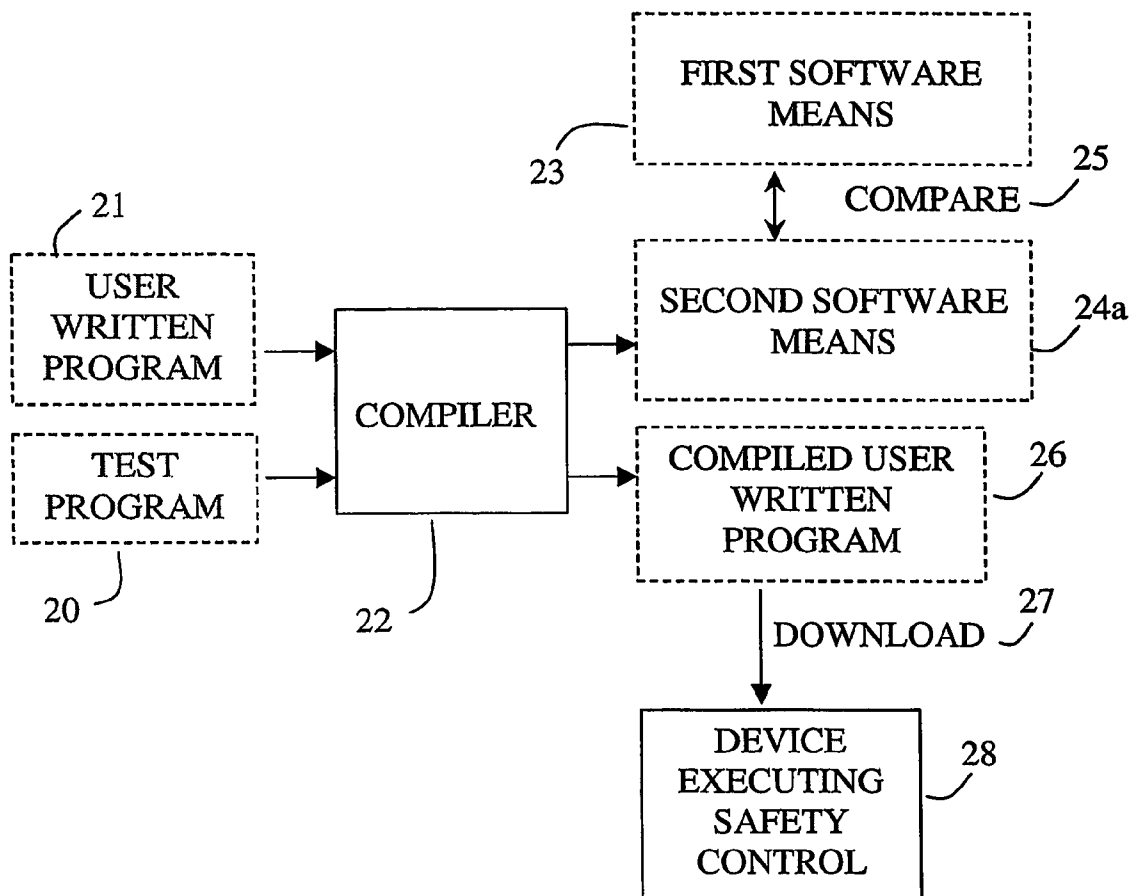 FIRST SOFTWARE
MEANS
23
25
COMPARE
21
USER
WRITTEN
PROGRAM
SECOND SOFTWARE
MEANS
24a
COMPILER
TEST
PROGRAM
20
22
COMPILED USER
WRITTEN
PROGRAM
26
27
DOWNLOAD
DEVICE
EXECUTING
SAFETY
CONTROL
28